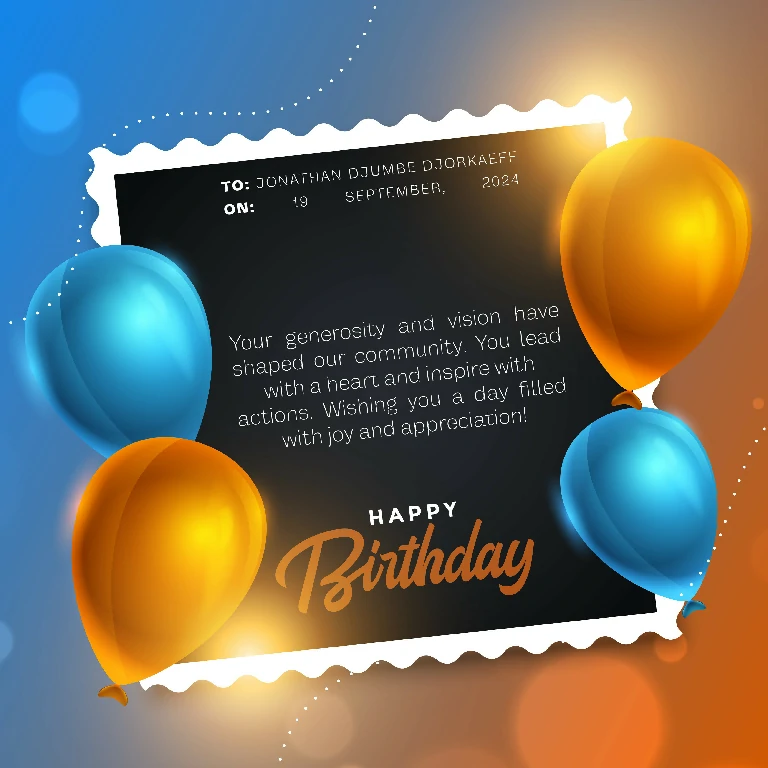 TO: JONATHAN DJUMBE DJORKAEFF
ON: 19 SEPTEMBER, 2024
Your generosity and vision have
shaped our community. You lead
with a heart and inspire with
actions. Wishing you a day filled
with joy and appreciation!
HAPPY
Birthday